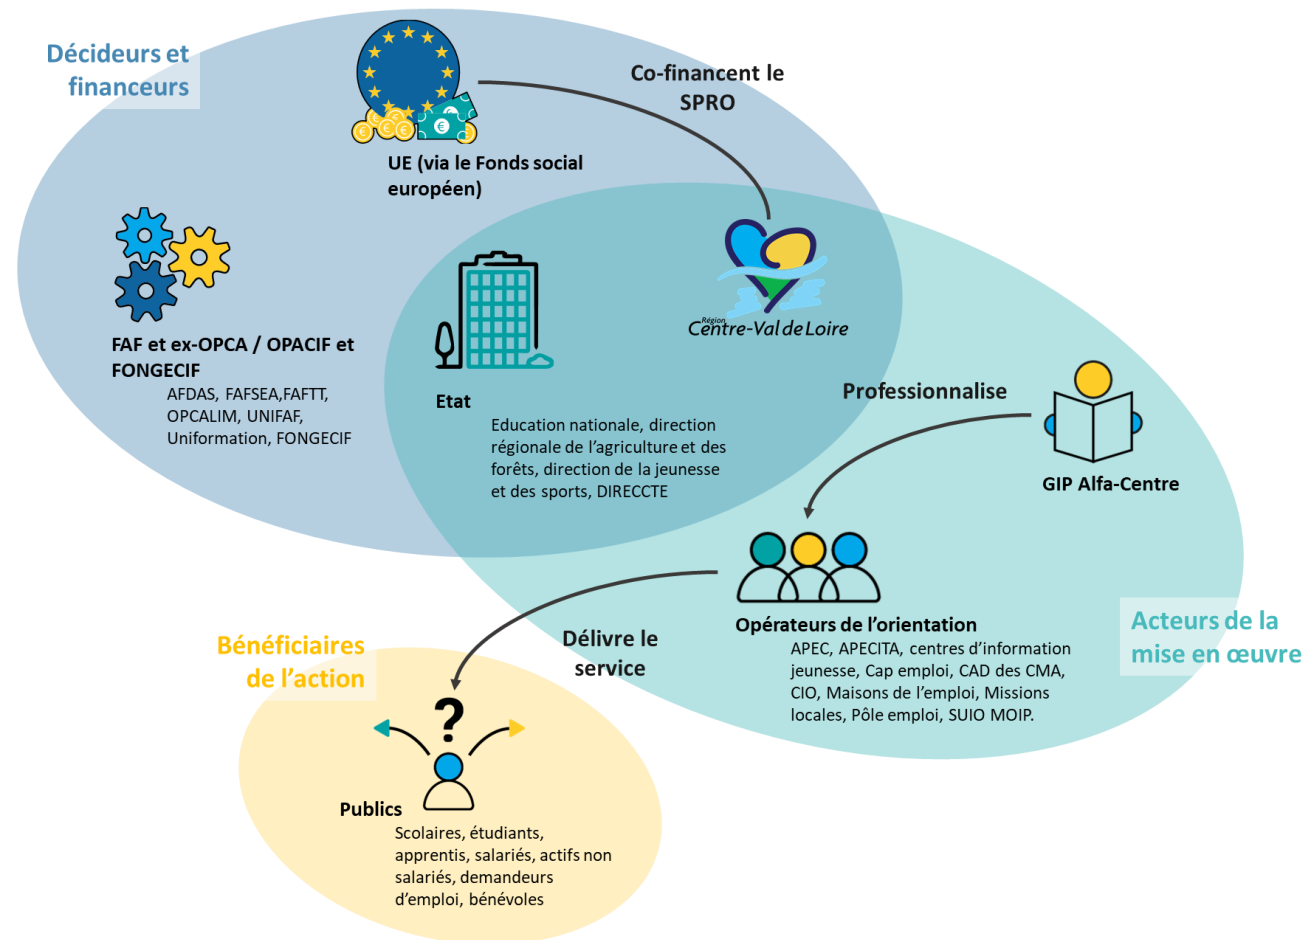 Décideurs et
financeurs
Co-financent le
SPRO
UE (via le Fonds social
européen)
Région
Centre-Val de Loire
FAF et ex-OPCA / OPACIF et
FONGECIF
AFDAS, FAFSEA,FAFTT,
OPCALIM, UNIFAF,
Uniformation, FONGECIF
Etat
Education nationale, direction
régionale de l’agriculture et des
forêts, direction de la jeunesse
et des sports, DIRECCTE
Professionnalise
GIP Alfa-Centre
Opérateurs de l’orientation
APEC, APECITA, centres d’information
jeunesse, Cap emploi, CAD des CMA,
CIO, Maisons de l’emploi, Missions
locales, Pôle emploi, SUIO MOIP.
Acteurs de la
mise en œuvre
Délivre le
service
Bénéficiaires
de l’action
?
Publics
Scolaires, étudiants,
apprentis, salariés, actifs non
salariés, demandeurs
d’emploi, bénévoles